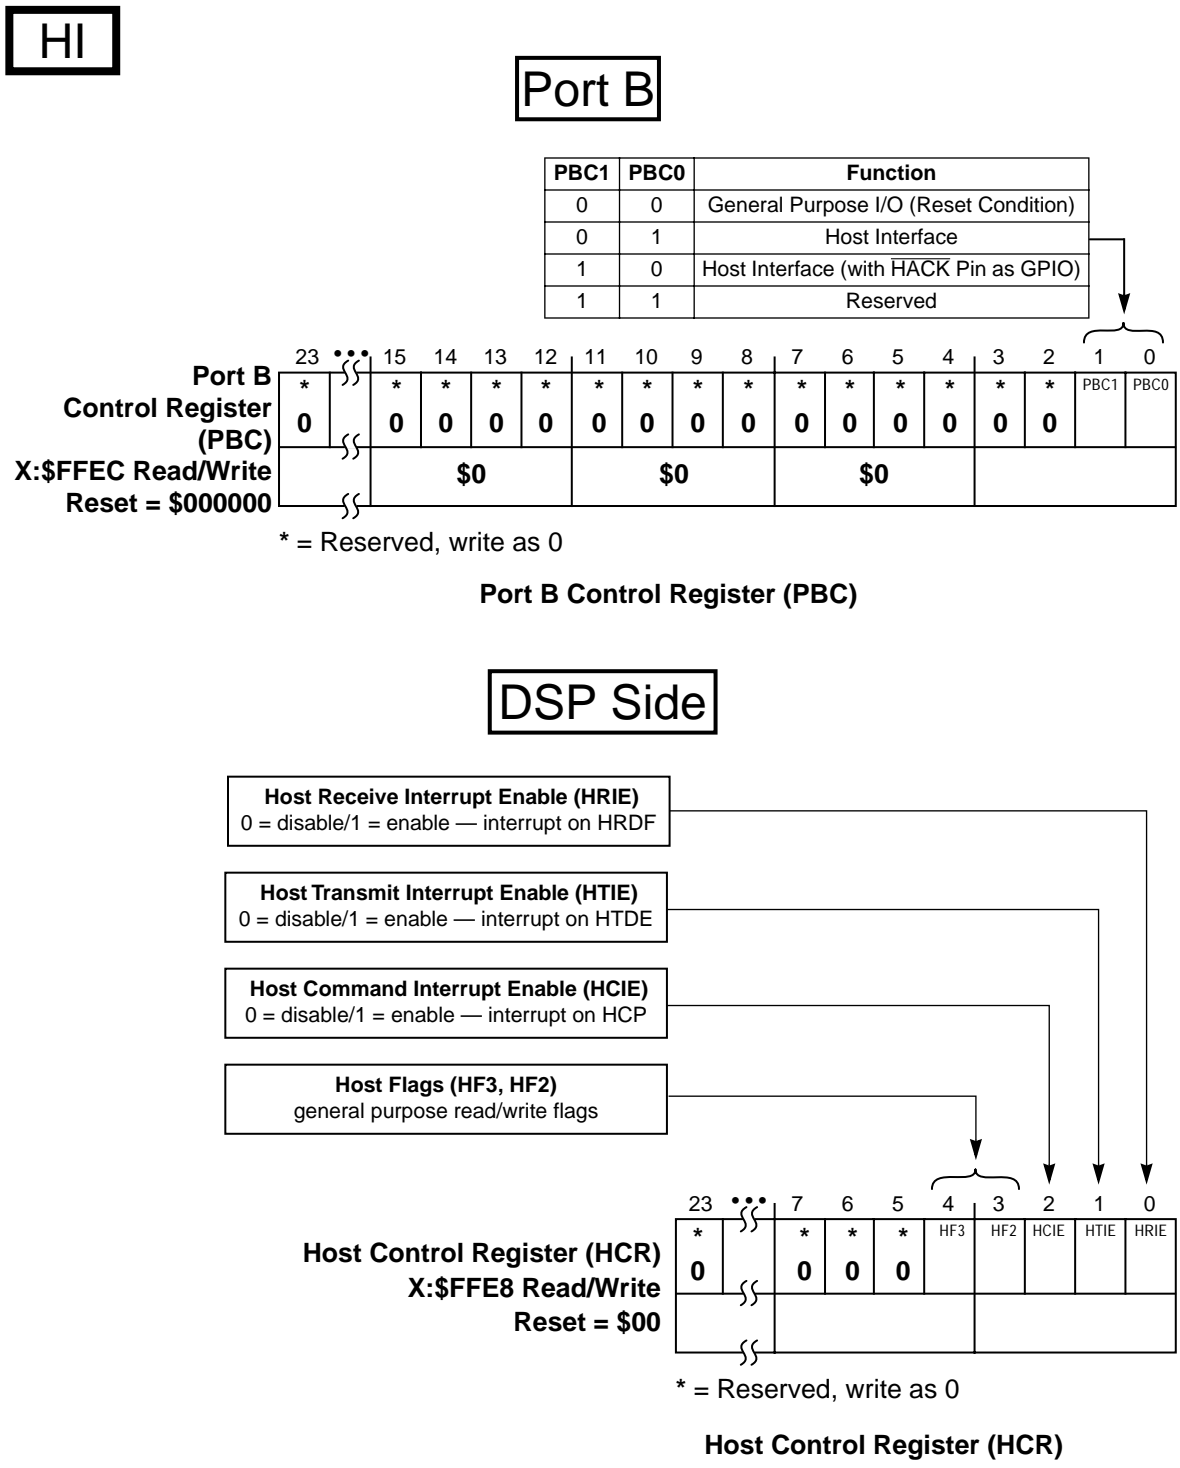 HI
Port B
PBC1 PBC0 Function
0 0 General Purpose I/O (Reset Condition)
0 1 Host Interface
1 0 Host Interface (with HACK Pin as GPIO)
1 1 Reserved
23 ••• 15 14 13 12 11 10 9 8 7 6 5 4 3 2 1 0
Port B
Control Register
(PBC)
X:$FFEC Read/Write
Reset = $000000
* * * * * * * * * * * * * * * PBC1 PBC0
0 0 0 0 0 0 0 0 0 0 0 0 0 0 0
$0 $0 $0
* = Reserved, write as 0
Port B Control Register (PBC)
DSP Side
Host Receive Interrupt Enable (HRIE)
0 = disable/1 = enable — interrupt on HRDF
Host Transmit Interrupt Enable (HTIE)
0 = disable/1 = enable — interrupt on HTDE
Host Command Interrupt Enable (HCIE)
0 = disable/1 = enable — interrupt on HCP
Host Flags (HF3, HF2)
general purpose read/write flags
23 ••• 7 6 5 4 3 2 1 0
* * * * HF3 HF2 HCIE HTIE HRIE
0 0 0 0
Host Control Register (HCR)
X:$FFE8 Read/Write
Reset = $00
* = Reserved, write as 0
Host Control Register (HCR)